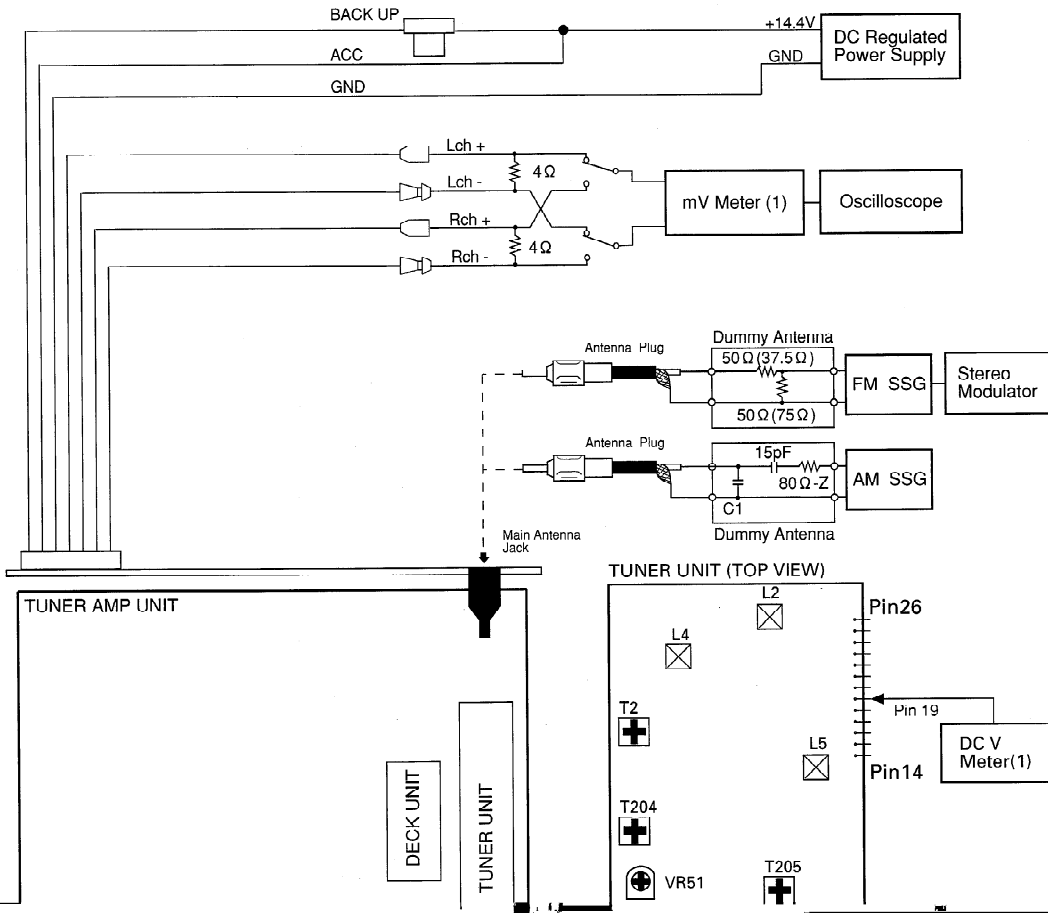 BACK UP
+14.4V
DC Regulated
Power Supply
ACC
GND
GND
Lch +
4Ω
Lch -
mV Meter (1)
Oscilloscope
Rch +
4Ω
Rch -
Dummy Antenna
Antenna Plug
50Ω(37.5Ω)
FM SSG
Stereo
Modulator
50Ω(75Ω)
Antenna Plug
15pF
80Ω-Z
AM SSG
C1
Dummy Antenna
Main Antenna
Jack
TUNER UNIT (TOP VIEW)
TUNER AMP UNIT
L2
Pin26
L4
T2
Pin 19
L5
DC V
Meter(1)
Pin14
DECK UNIT
TUNER UNIT
T204
VR51
T205